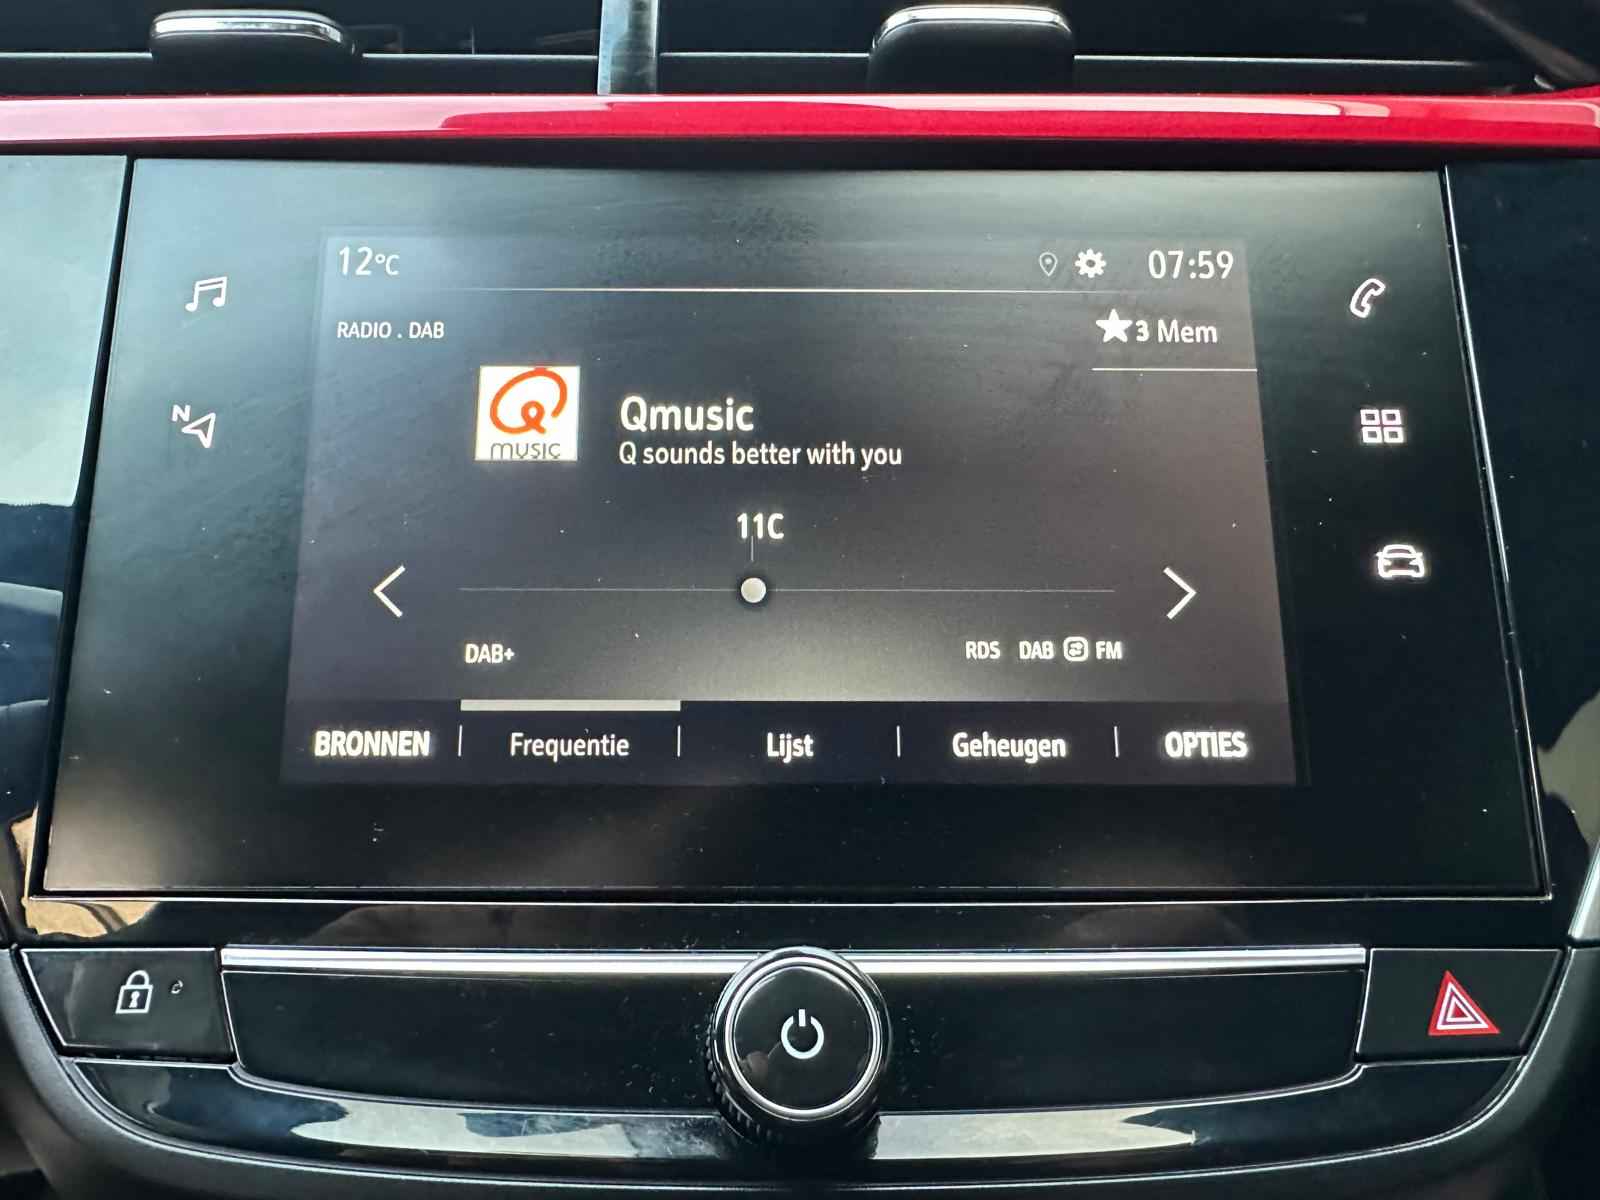 12°C
07:59
RADIO . DAB
★3 Mem
MUSIC
Qmusic
Q sounds better with you
11C
DAB+
RDS DAB FM
BRONNEN
Frequentie
Lijst
Geheugen
OPTIES
N